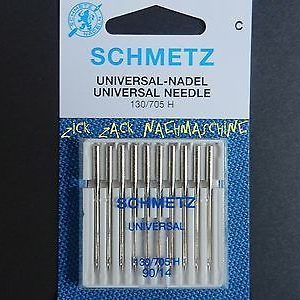 C
SCHMETZ
UNIVERSAL-NADEL
UNIVERSAL NEEDLE
130/705 H
ZICK ZACK NAEHMASCHINE
SCHMETZ
UNIVERSAL
130/705 H
90/14